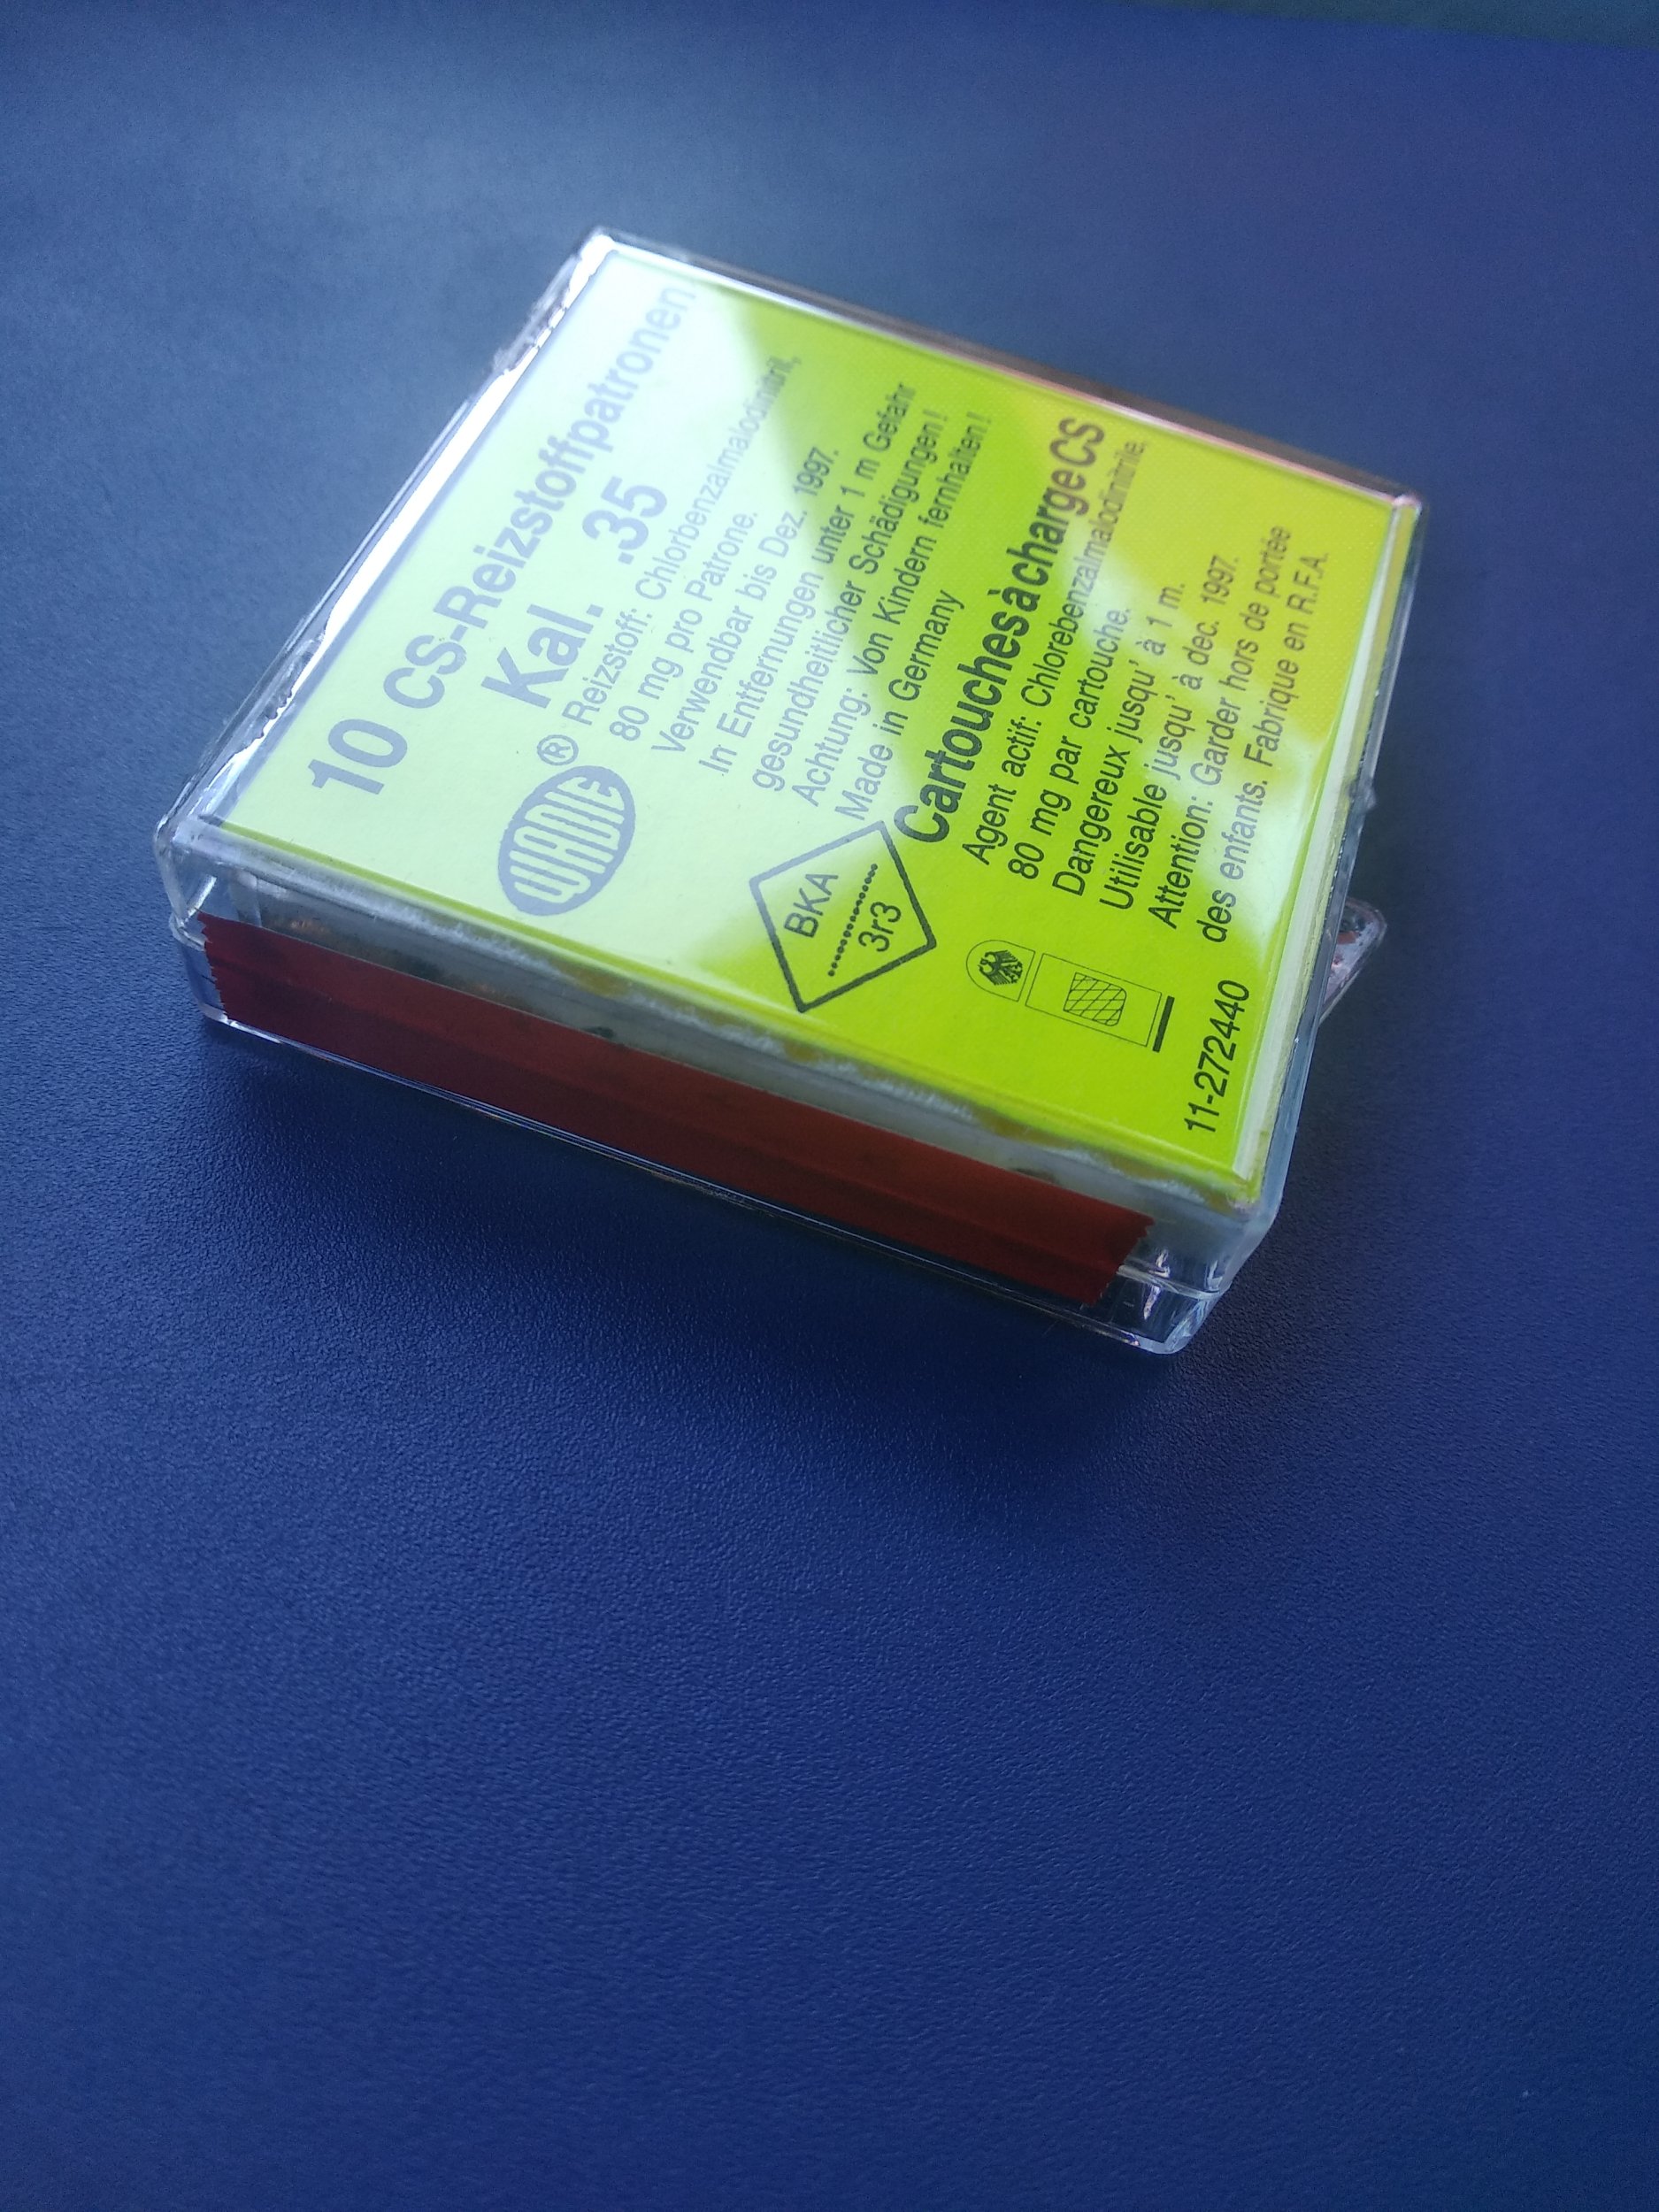 10 CS-Reizstoffpatronen
Kal. .35
WADIE ®
Reizstoff: Chlorbenzalmalodinitril,
80 mg pro Patrone.
Verwendbar bis Dez. 1997.
In Entfernungen unter 1 m Gefahr
gesundheitlicher Schädigungen!
Achtung: Von Kindern fernhalten!
Made in Germany
BKA
3r3
Cartouches à charge CS
Agent actif: Chlorebenzalmalodinitrile,
80 mg par cartouche.
Dangereux jusqu' à 1 m.
Utilisable jusqu' à dec. 1997.
Attention: Garder hors de portée
des enfants. Fabrique en R.F.A.
11-272440